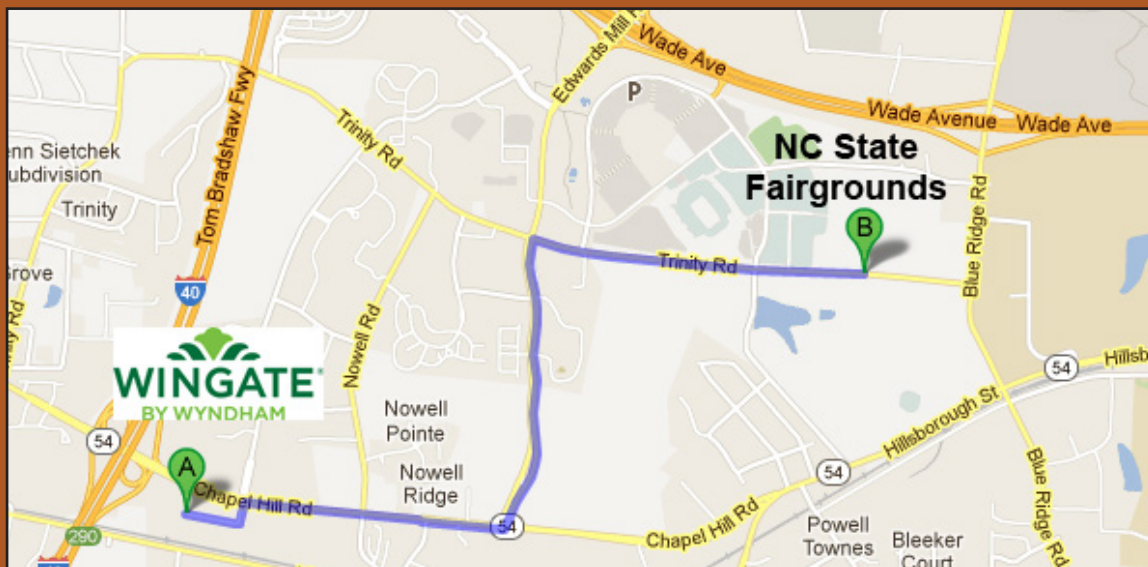 Edwards Mill R
Wade Ave
P
Wade Avenue
Wade Ave
Tom Bradshaw Fwy
Trinity Rd
NC State
Fairgrounds
enn Sietchek
ubdivision
Trinity
B
Blue Ridge Rd
Trinity Rd
Grove
40
Nowell Rd
WINGATE®
BY WYNDHAM
54
Hillsb
Hillsborough St
Nowell
Pointe
54
A
Nowell
Ridge
54
Chapel Hill Rd
54
Chapel Hill Rd
Blue Ridge Rd
290
Powell
Townes
Bleeker
Court